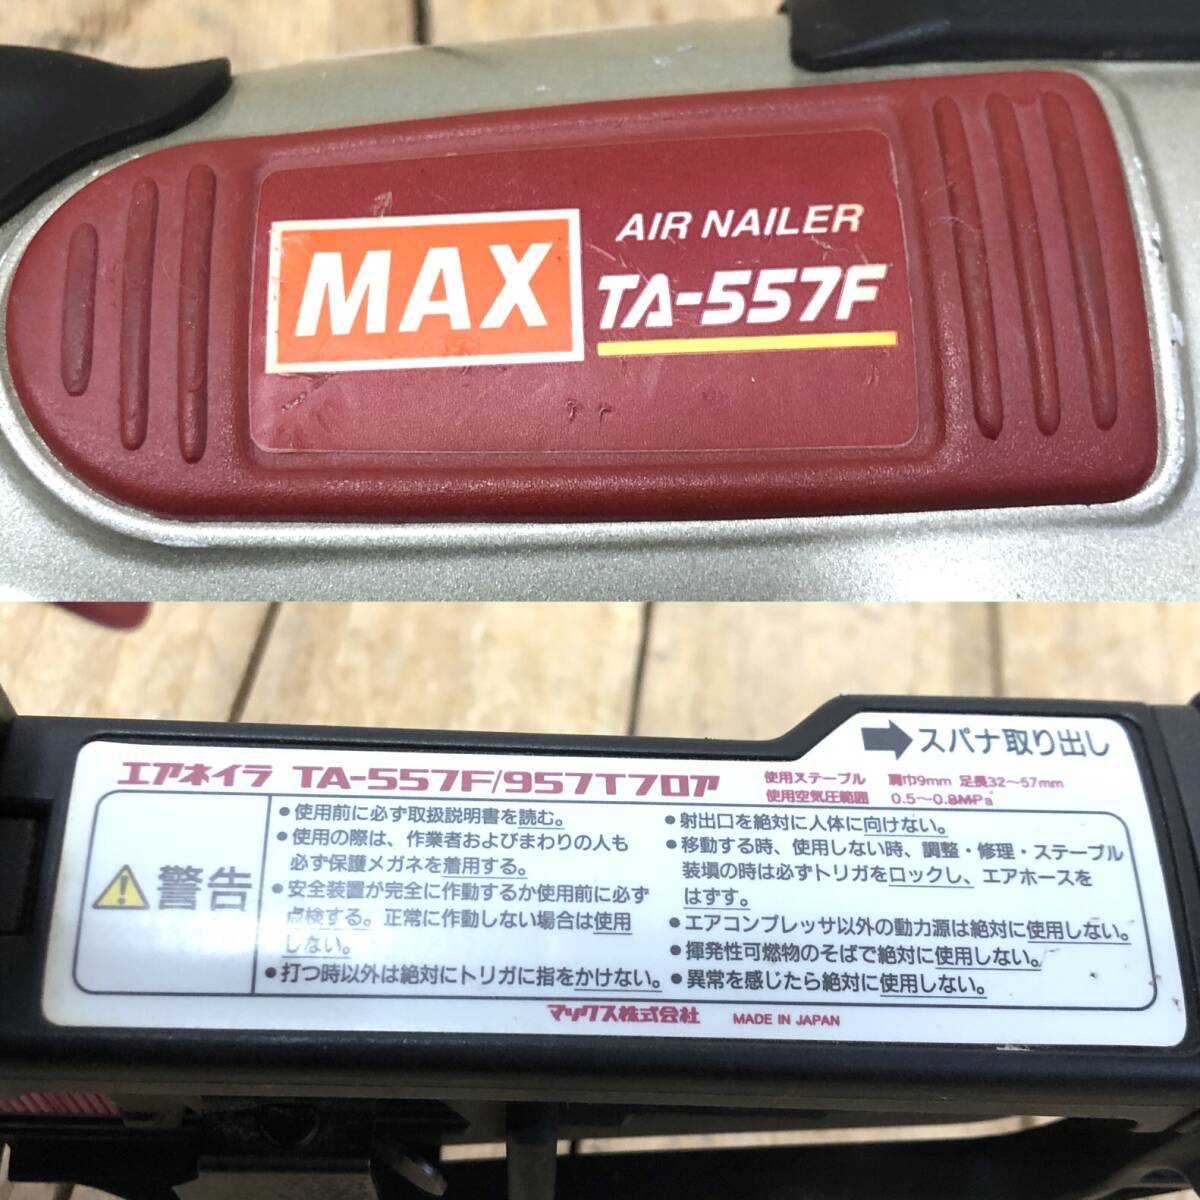 MAX
AIR NAILER
TA-557F
スパナ取り出し
エアネイラ TA-557F/957Tフロア
使用ステープル 肩巾9mm 足長32～57mm
使用空気圧範囲 0.5～0.8MPa
警告
・使用前に必ず取扱説明書を読む。
・使用の際は、作業者およびまわりの人も
必ず保護メガネを着用する。
・安全装置が完全に作動するか使用前に必ず
点検する。正常に作動しない場合は使用
しない。
・打つ時以外は絶対にトリガに指をかけない。
・射出口を絶対に人体に向けない。
・移動する時、使用しない時、調整・修理・ステープル
装塡の時は必ずトリガをロックし、エアホースを
はずす。
・エアコンプレッサ以外の動力源は絶対に使用しない。
・揮発性可燃物のそばで絶対に使用しない。
・異常を感じたら絶対に使用しない。
マックス株式会社 MADE IN JAPAN